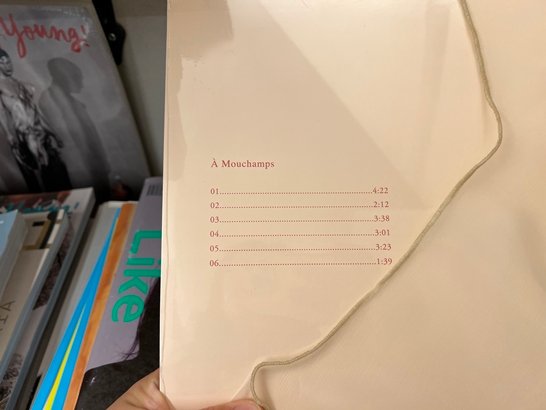 Young!
À Mouchamps
01..........................................................4:22
02..........................................................2:12
03..........................................................3:38
04..........................................................3:01
05..........................................................3:23
06..........................................................1:39
Like